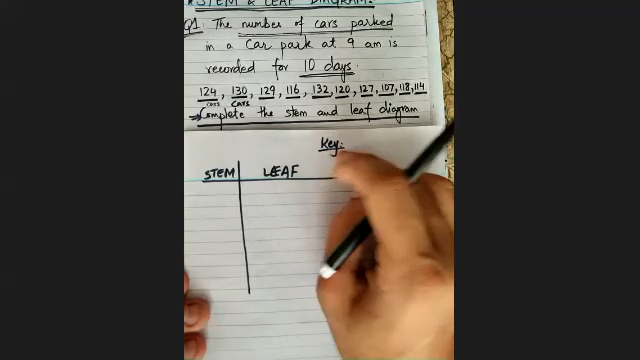 STEM & LEAF DIAGRAM:
Q1: The number of cars parked
in a Car park at 9 am is
recorded for 10 days.
124, 130, 129, 116, 132, 120, 127, 107, 118, 114
cars cars
Complete the stem and leaf diagram
Key:
STEM LEAF